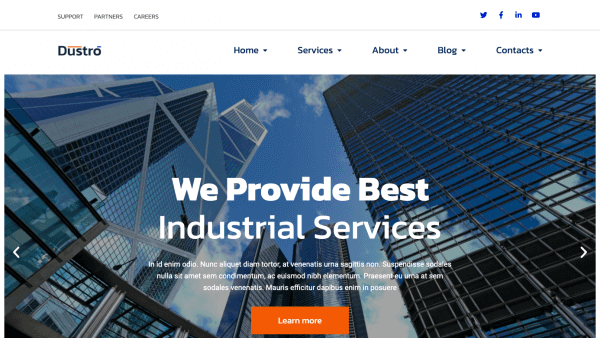 SUPPORT PARTNERS CAREERS
Dustro
Home Services About Blog Contacts
We Provide Best
Industrial Services
In id enim odio. Nunc aliquet diam tortor, at venenatis urna sagittis non. Suspendisse sodales
nulla sit amet sem condimentum, ac euismod nibh elementum. Praesent eu urna at sem
sodales venenatis. Mauris efficitur dapibus enim in posuere
Learn more